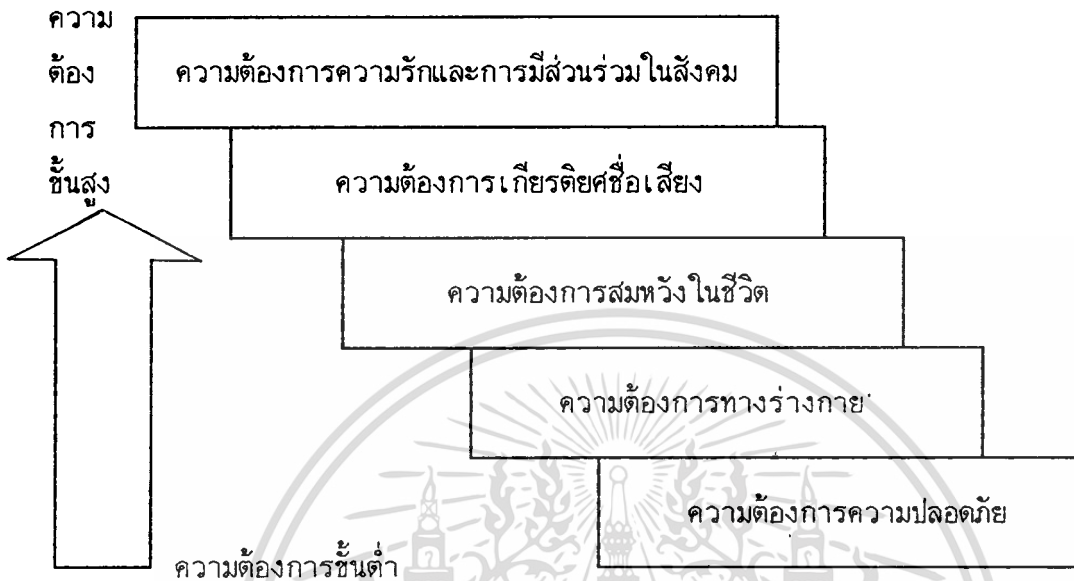 ความ
ต้อง
การ
ขั้นสูง
ความต้องการความรักและการมีส่วนร่วมในสังคม
ความต้องการเกียรติยศชื่อเสียง
ความต้องการสมหวังในชีวิต
ความต้องการทางร่างกาย
ความต้องการความปลอดภัย
ความต้องการขั้นต่ำ